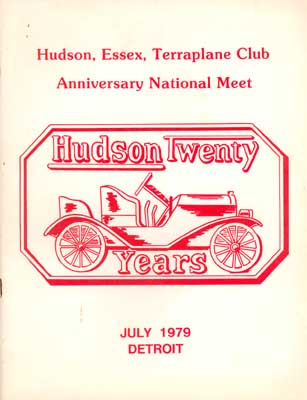 Hudson, Essex, Terraplane Club
Anniversary National Meet
Hudson Twenty
Years
JULY 1979
DETROIT